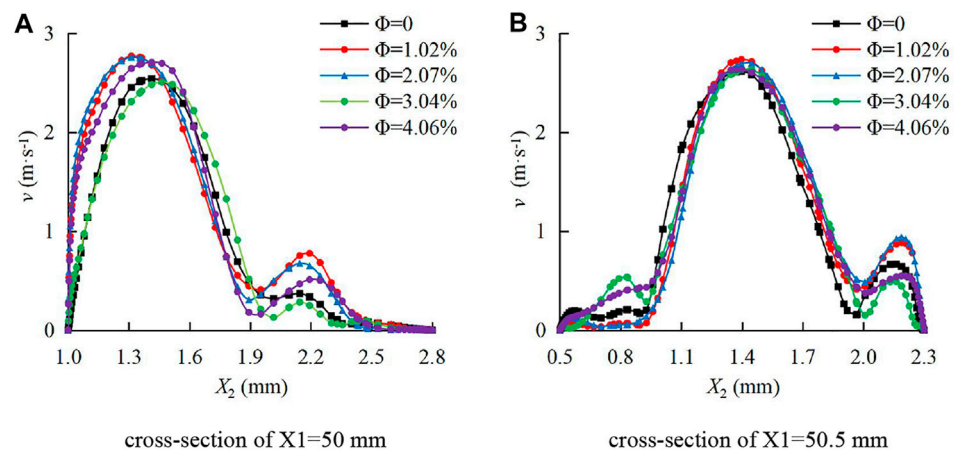 A
Φ=0
Φ=1.02%
Φ=2.07%
Φ=3.04%
Φ=4.06%
v (m·s-1)
3
2
1
0
1.0 1.3 1.6 1.9 2.2 2.5 2.8
X2 (mm)
cross-section of X1=50 mm
B
Φ=0
Φ=1.02%
Φ=2.07%
Φ=3.04%
Φ=4.06%
v (m·s-1)
3
2
1
0
0.5 0.8 1.1 1.4 1.7 2.0 2.3
X2 (mm)
cross-section of X1=50.5 mm